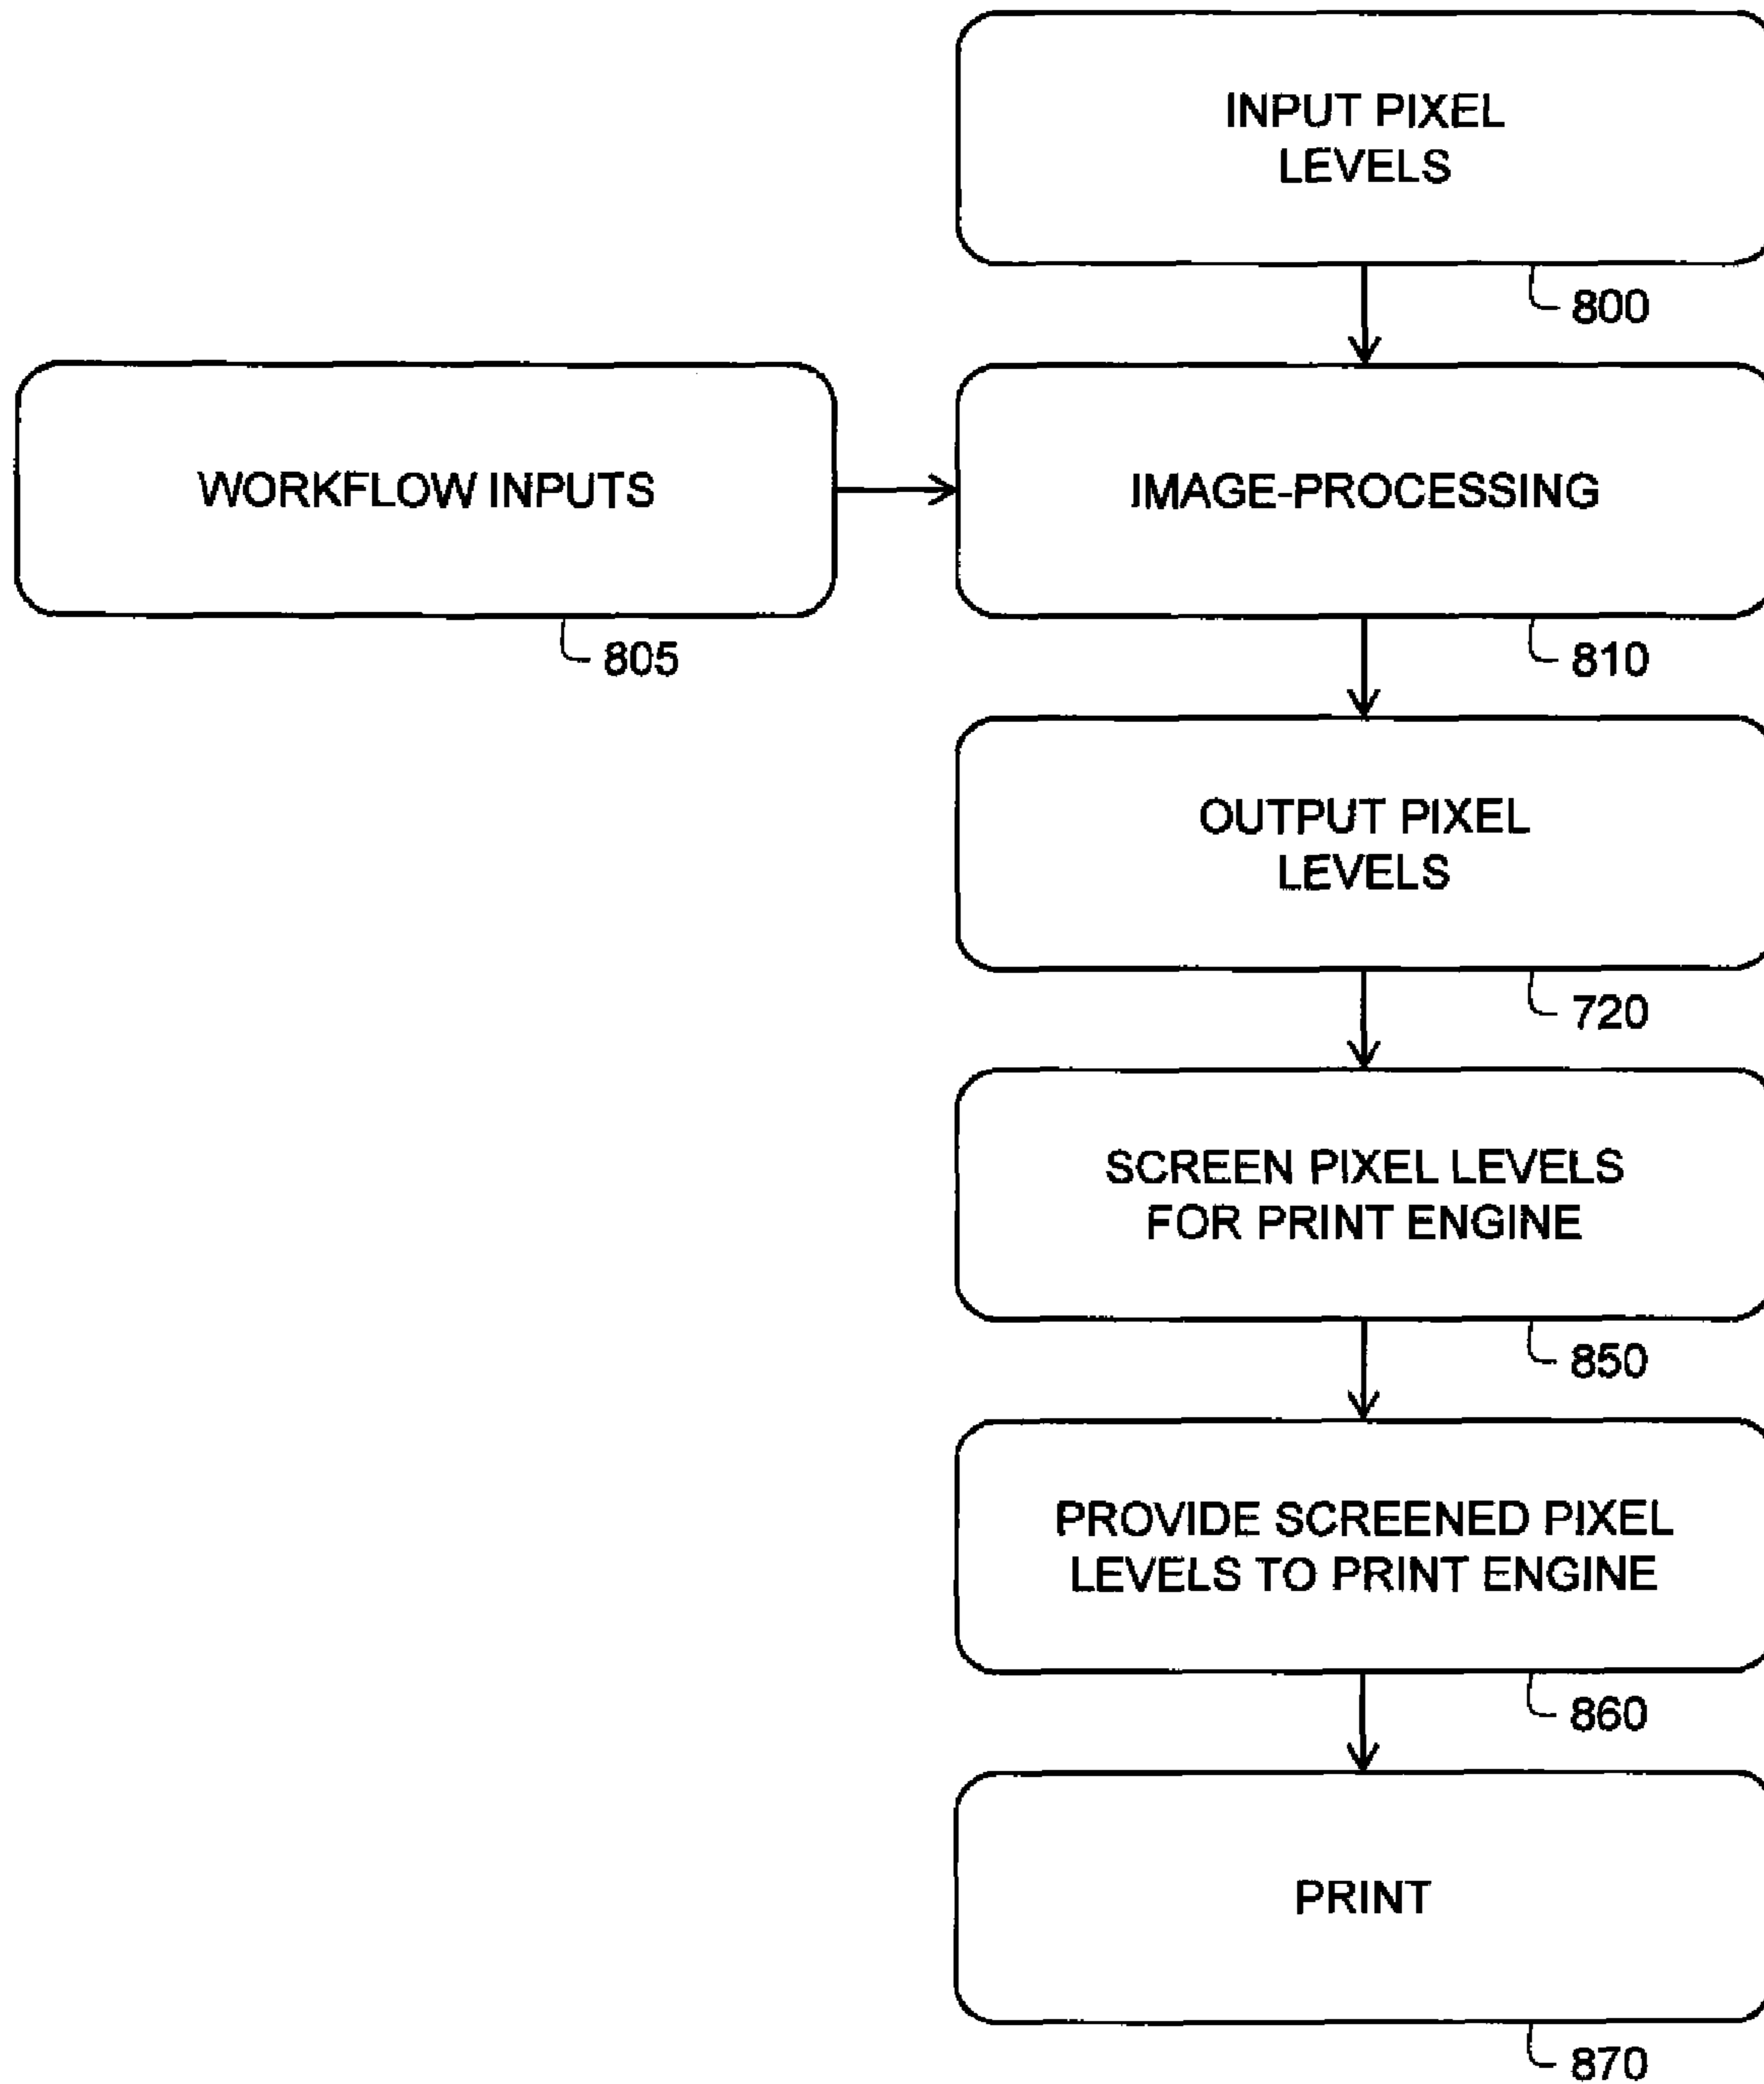 INPUT PIXEL
LEVELS
800
WORKFLOW INPUTS
805
IMAGE-PROCESSING
810
OUTPUT PIXEL
LEVELS
720
SCREEN PIXEL LEVELS
FOR PRINT ENGINE
850
PROVIDE SCREENED PIXEL
LEVELS TO PRINT ENGINE
860
PRINT
870